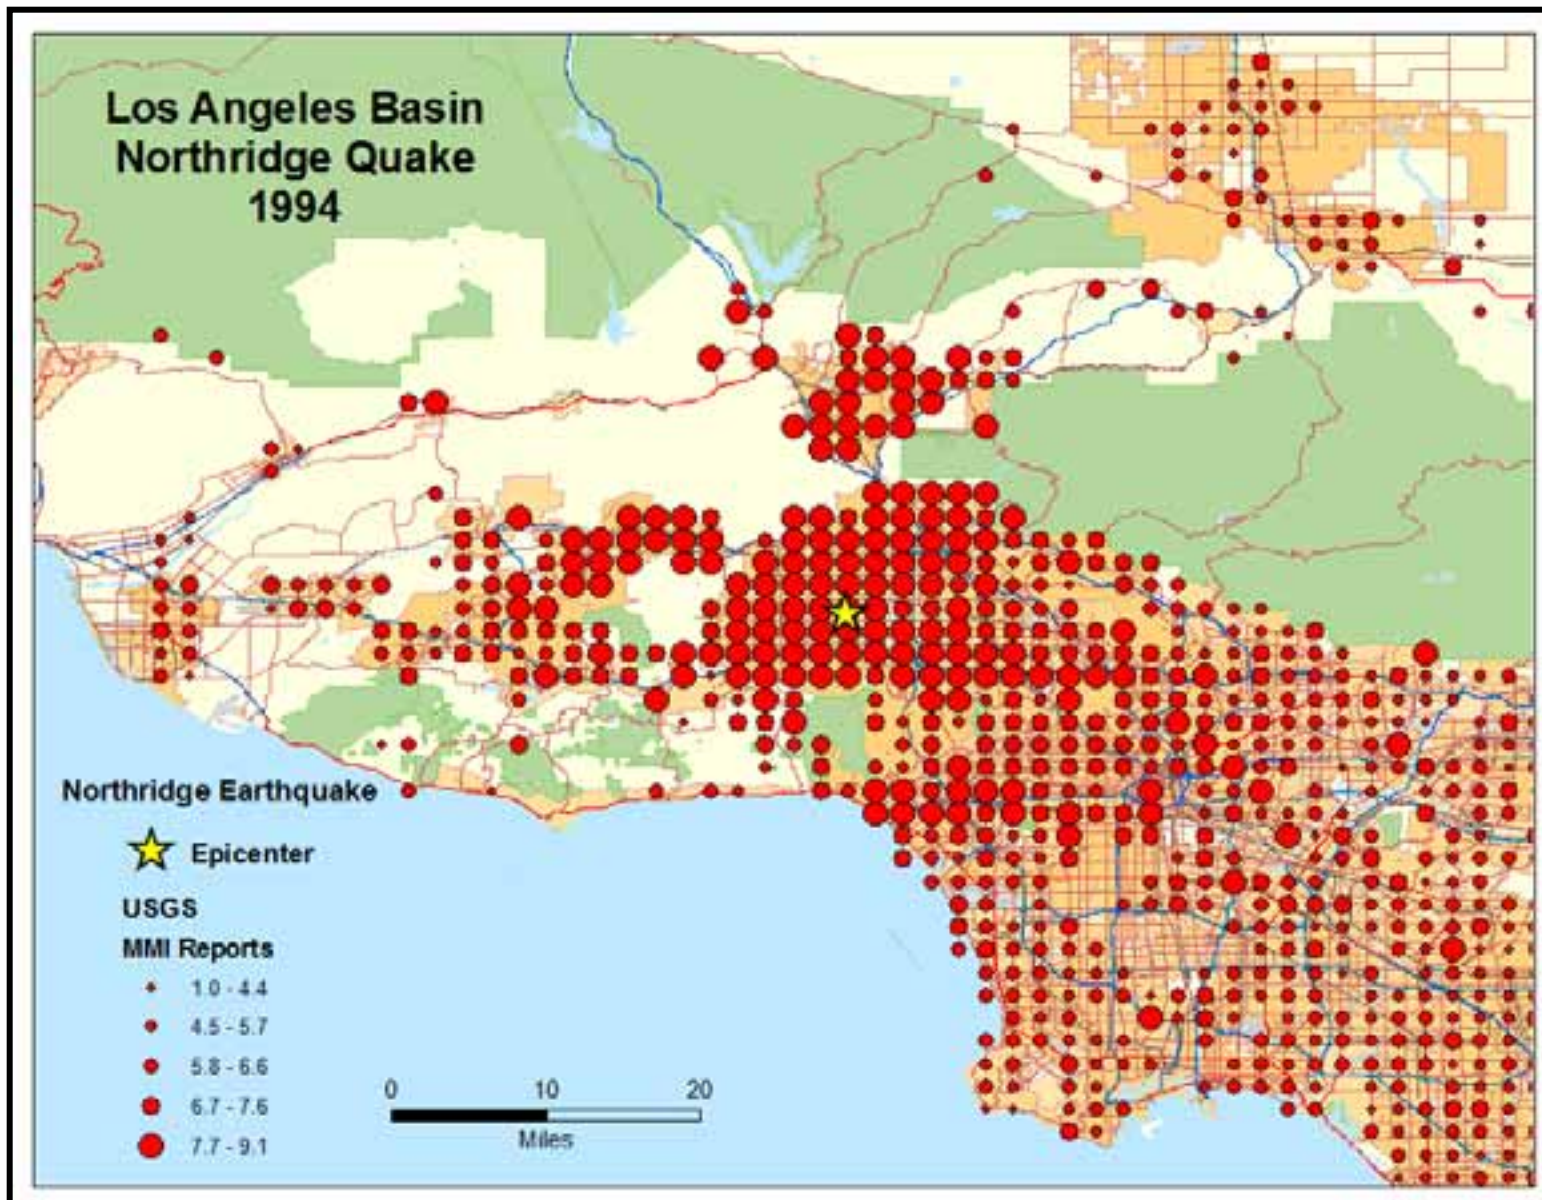 Los Angeles Basin
Northridge Quake
1994
Northridge Earthquake
Epicenter
USGS
MMI Reports
1.0 - 4.4
4.5 - 5.7
5.8 - 6.6
6.7 - 7.6
7.7 - 9.1
0 10 20
Miles